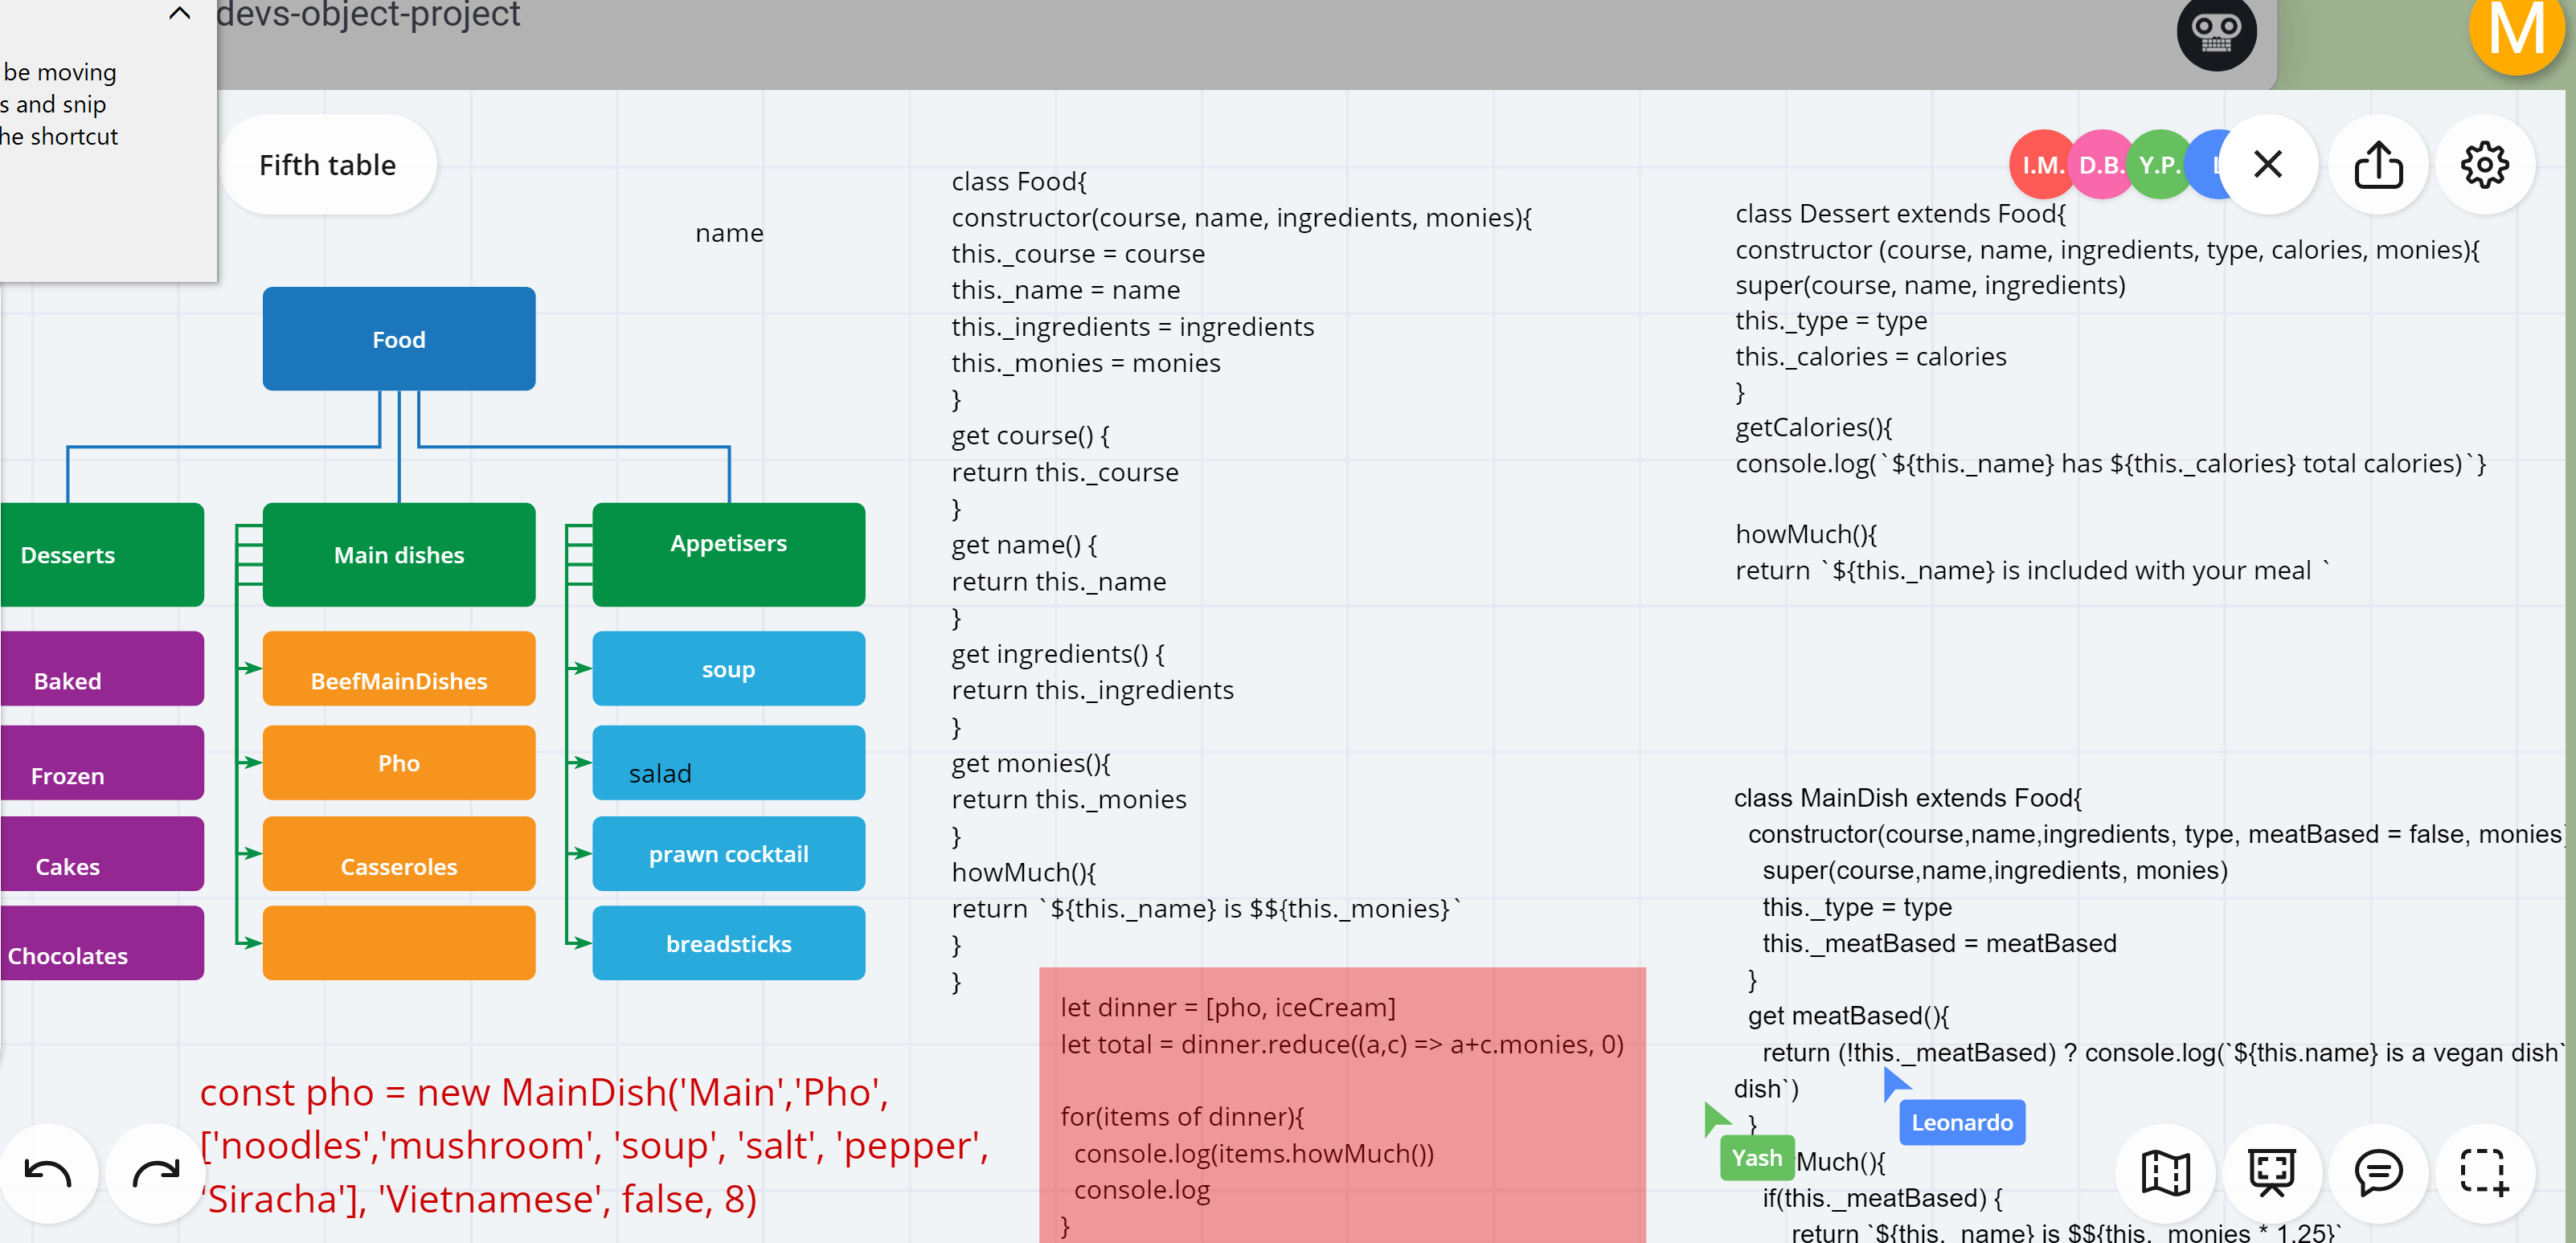 devs-object-project
M
be moving
s and snip
he shortcut
Fifth table
I.M.
D.B.
Y.P.
name
Food
Desserts
Main dishes
Appetisers
Baked
BeefMainDishes
soup
Frozen
Pho
salad
Cakes
Casseroles
prawn cocktail
Chocolates
breadsticks
class Food{
constructor(course, name, ingredients, monies){
this._course = course
this._name = name
this._ingredients = ingredients
this._monies = monies
}
get course() {
return this._course
}
get name() {
return this._name
}
get ingredients() {
return this._ingredients
}
get monies(){
return this._monies
}
howMuch(){
return `${this._name} is $${this._monies}`
}
}
class Dessert extends Food{
constructor (course, name, ingredients, type, calories, monies){
super(course, name, ingredients)
this._type = type
this._calories = calories
}
getCalories(){
console.log(`${this._name} has ${this._calories} total calories)`}
howMuch(){
return `${this._name} is included with your meal `
class MainDish extends Food{
constructor(course,name,ingredients, type, meatBased = false, monies)
super(course,name,ingredients, monies)
this._type = type
this._meatBased = meatBased
}
get meatBased(){
return (!this._meatBased) ? console.log(`${this.name} is a vegan dish`
dish`)
}
Leonardo
Yash
Much(){
if(this._meatBased) {
return `${this._name} is $${this._monies * 1.25}`
const pho = new MainDish('Main','Pho',
['noodles','mushroom', 'soup', 'salt', 'pepper',
'Siracha'], 'Vietnamese', false, 8)
let dinner = [pho, iceCream]
let total = dinner.reduce((a,c) => a+c.monies, 0)
for(items of dinner){
console.log(items.howMuch())
console.log
}